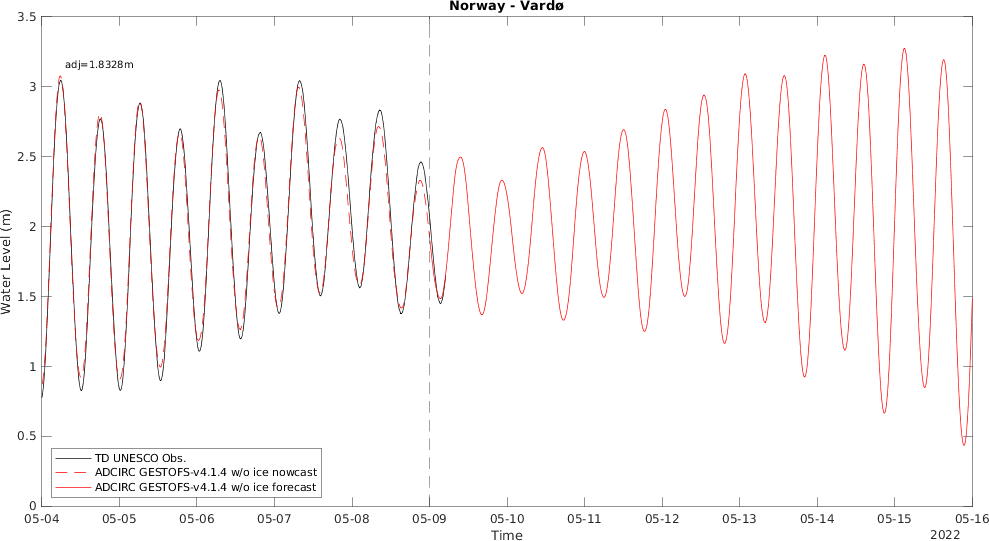 Norway - Vardø
3.5
3
2.5
2
1.5
1
0.5
0
Water Level (m)
adj=1.8328m
TD UNESCO Obs.
ADCIRC GESTOFS-v4.1.4 w/o ice nowcast
ADCIRC GESTOFS-v4.1.4 w/o ice forecast
05-04 05-05 05-06 05-07 05-08 05-09 05-10 05-11 05-12 05-13 05-14 05-15 05-16
Time
2022